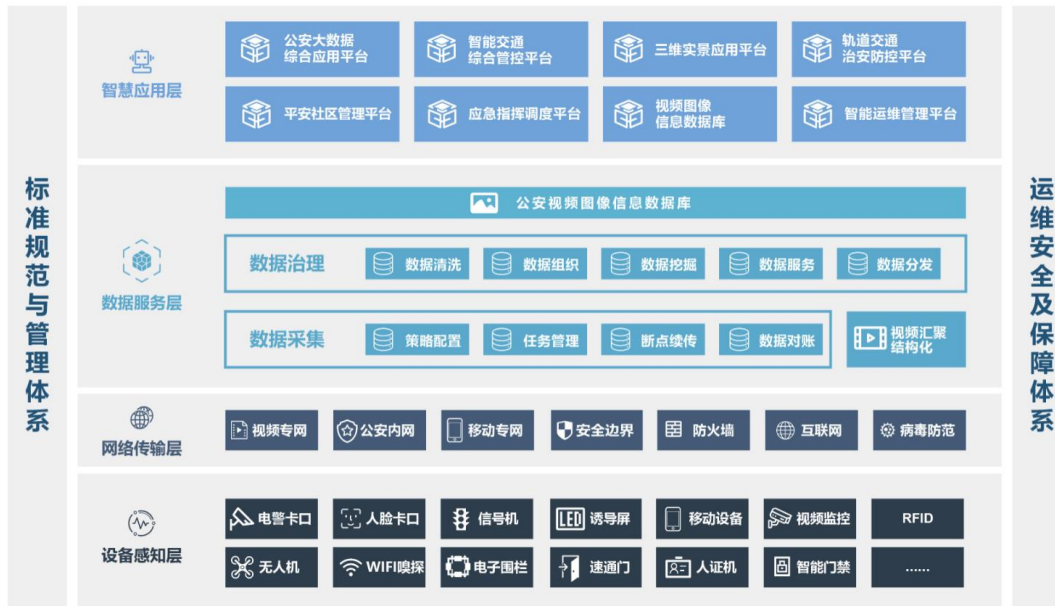 标准规范与管理体系
智慧应用层
公安大数据
综合应用平台
智能交通
综合管控平台
三维实景应用平台
轨道交通
治安防控平台
平安社区管理平台
应急指挥调度平台
视频图像
信息数据库
智能运维管理平台
数据服务层
公安视频图像信息数据库
数据治理
数据清洗
数据组织
数据挖掘
数据服务
数据分发
数据采集
策略配置
任务管理
断点续传
数据对账
视频汇聚
结构化
网络传输层
视频专网
公安内网
移动专网
安全边界
防火墙
互联网
病毒防范
设备感知层
电警卡口
人脸卡口
信号机
LED 诱导屏
移动设备
视频监控
RFID
无人机
WIFI嗅探
电子围栏
速通门
人证机
智能门禁
......
运维安全及保障体系